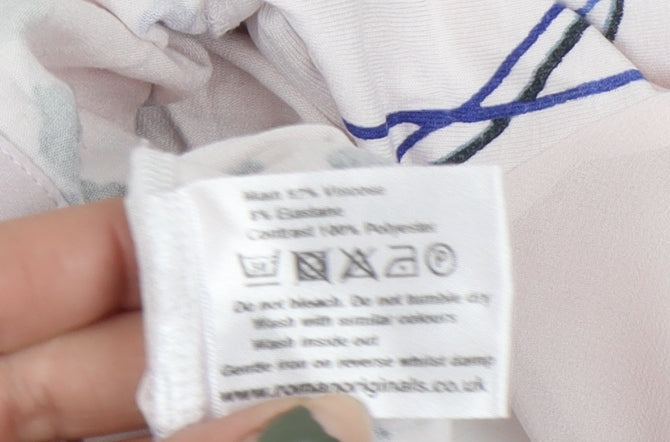 Main 97% Viscose
3% Elastane
Contrast 100% Polyester
Do not bleach. Do not tumble dry
Wash with similar colours
Wash inside out
Gentle iron on reverse whilst damp
www.romanoriginals.co.uk